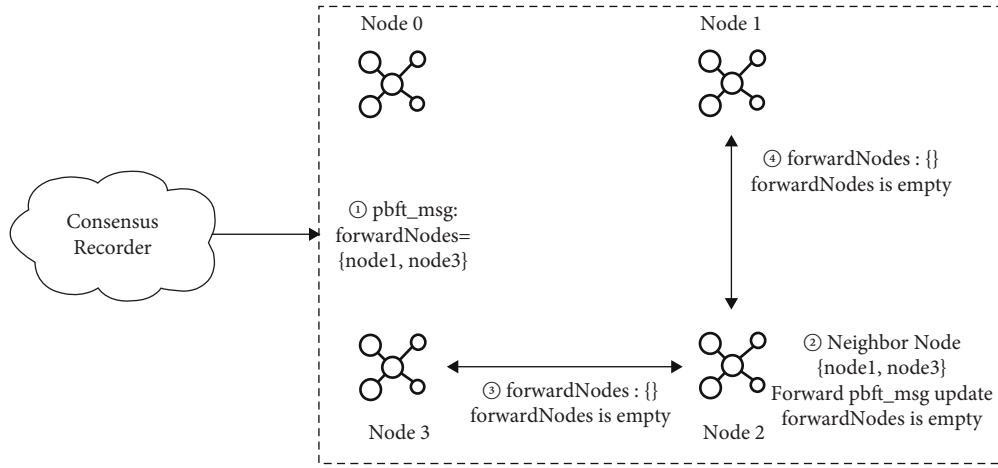 Node 0
Node 1
④ forwardNodes : {}
forwardNodes is empty
Consensus
Recorder
① pbft_msg:
forwardNodes=
{node1, node3}
② Neighbor Node
{node1, node3}
Forward pbft_msg update
forwardNodes is empty
③ forwardNodes : {}
forwardNodes is empty
Node 3
Node 2